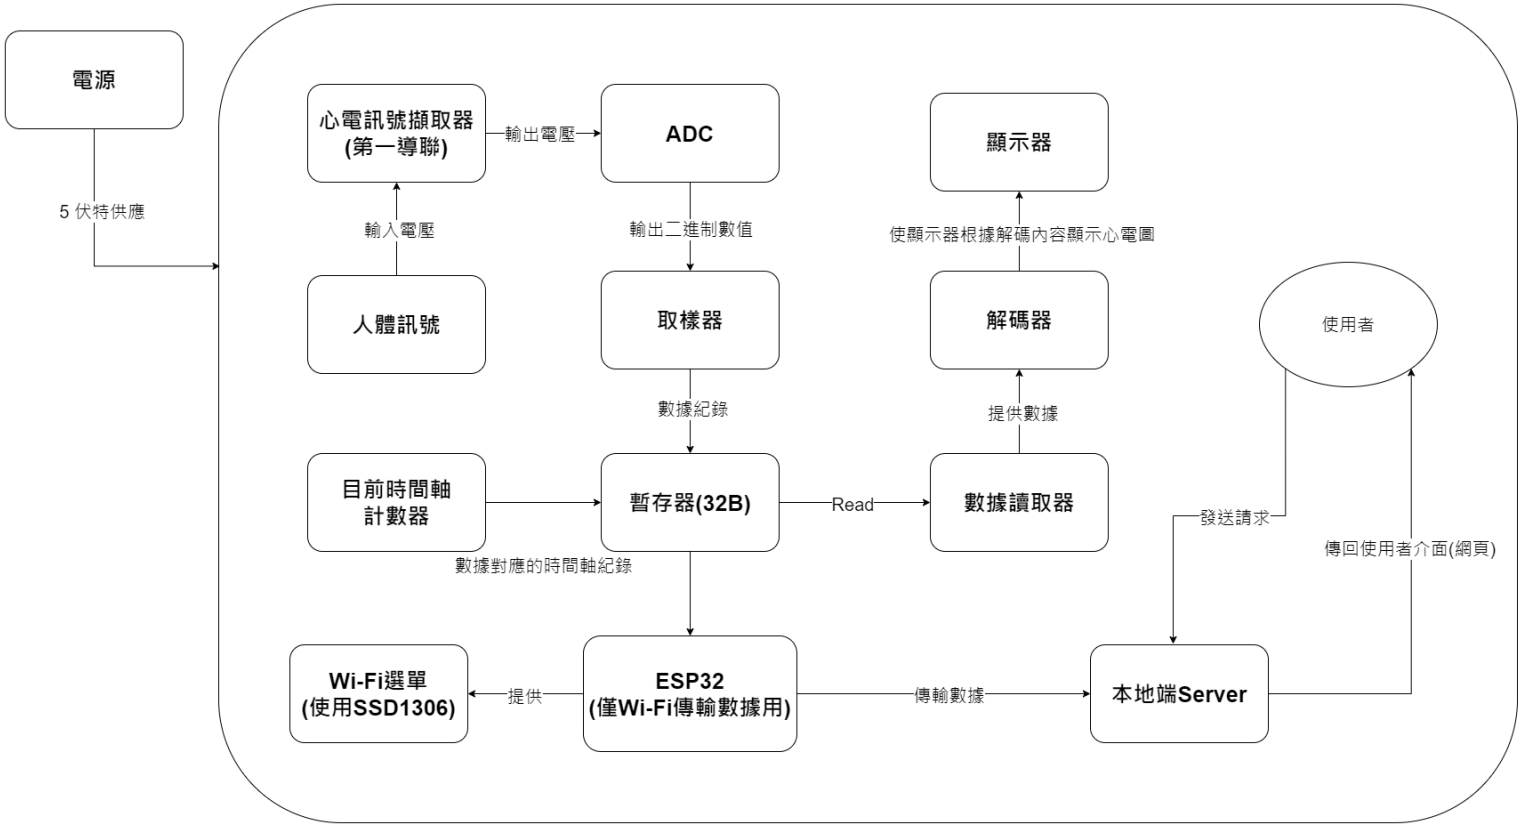 電源
5 伏特供應
心電訊號擷取器
(第一導聯)
輸出電壓
ADC
輸入電壓
人體訊號
輸出二進制數值
取樣器
數據紀錄
目前時間軸
計數器
數據對應的時間軸紀錄
暫存器(32B)
Read
數據讀取器
提供數據
解碼器
使顯示器根據解碼內容顯示心電圖
顯示器
Wi-Fi選單
(使用SSD1306)
提供
ESP32
(僅Wi-Fi傳輸數據用)
傳輸數據
本地端Server
發送請求
使用者
傳回使用者介面(網頁)